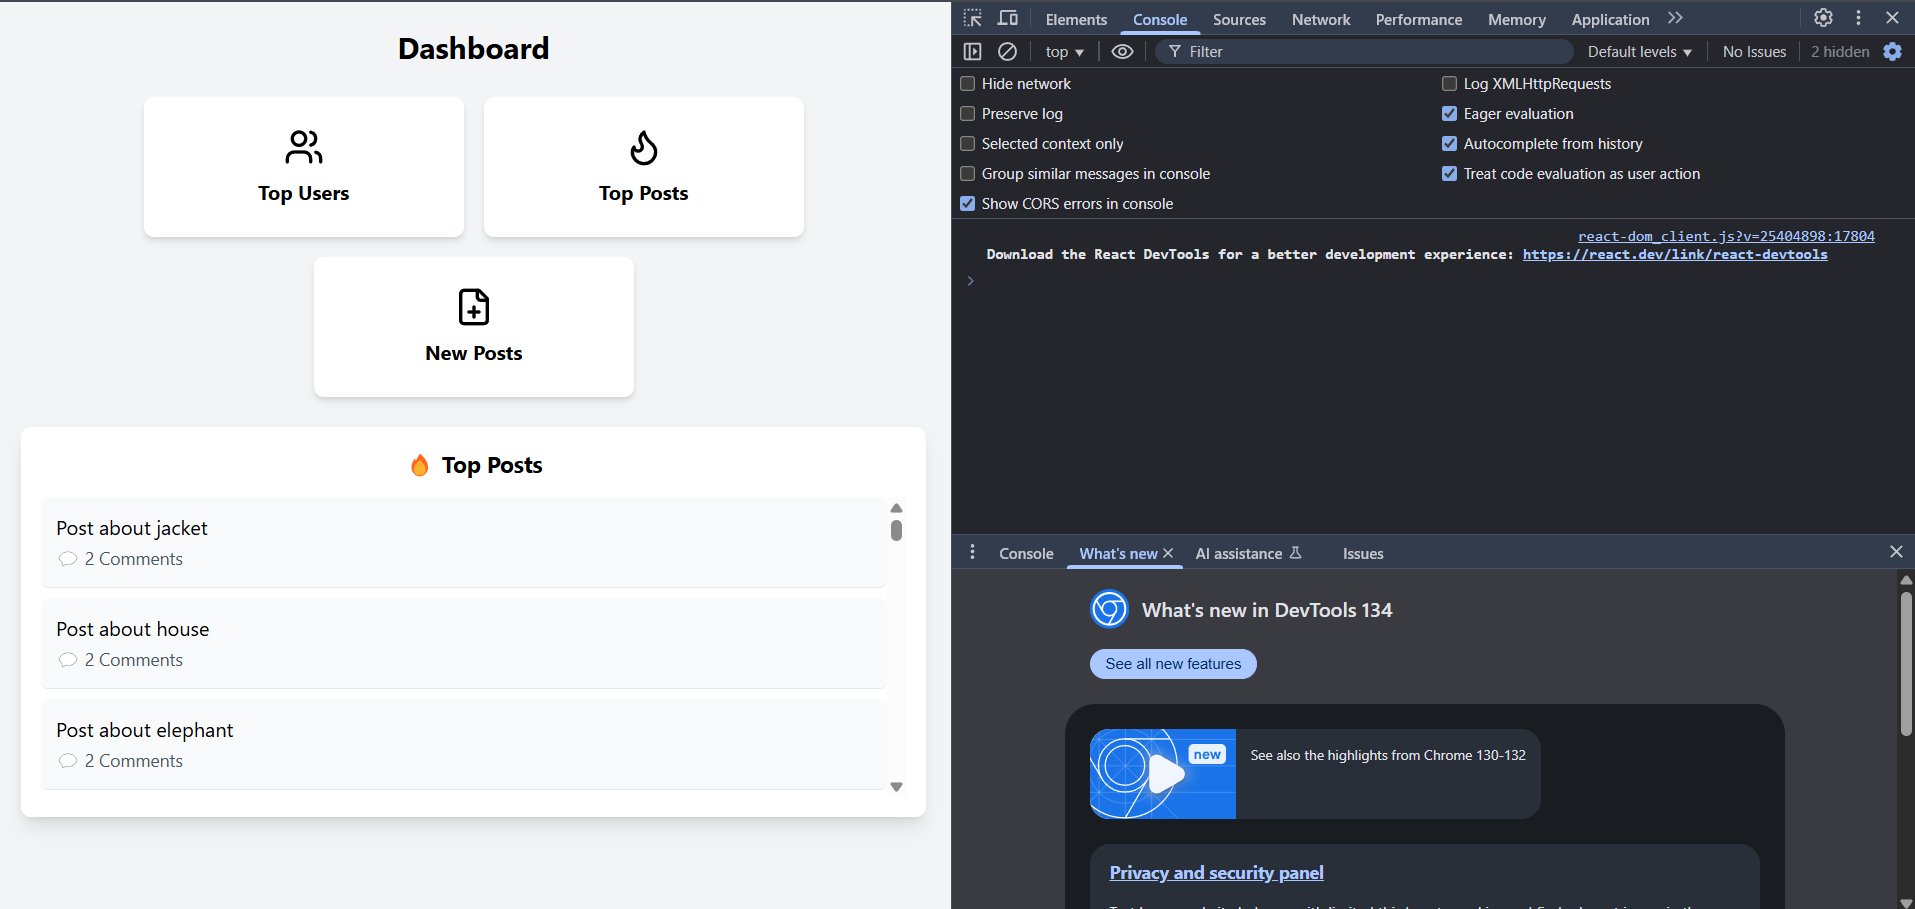 Dashboard
Top Users
Top Posts
New Posts
Top Posts
Post about jacket
2 Comments
Post about house
2 Comments
Post about elephant
2 Comments
Elements
Console
Sources
Network
Performance
Memory
Application
top
Filter
Default levels
No Issues
2 hidden
Hide network
Log XMLHttpRequests
Preserve log
Eager evaluation
Selected context only
Autocomplete from history
Group similar messages in console
Treat code evaluation as user action
Show CORS errors in console
react-dom_client.js?v=25404898:17804
Download the React DevTools for a better development experience: https://react.dev/link/react-devtools
Console
What's new
AI assistance
Issues
What's new in DevTools 134
See all new features
new
See also the highlights from Chrome 130-132
Privacy and security panel